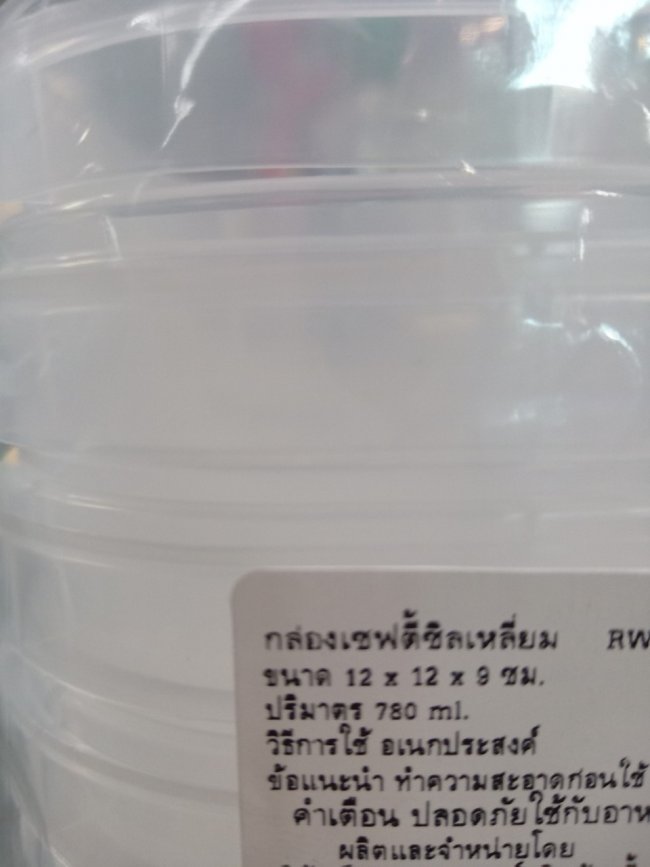 กล่องเซฟตี้ซิลเหลี่ยม RW
ขนาด 12 x 12 x 9 ซม.
ปริมาตร 780 ml.
วิธีการใช้ อเนกประสงค์
ข้อแนะนำ ทำความสะอาดก่อนใช้
คำเตือน ปลอดภัยใช้กับอาห
ผลิตและจำหน่ายโดย